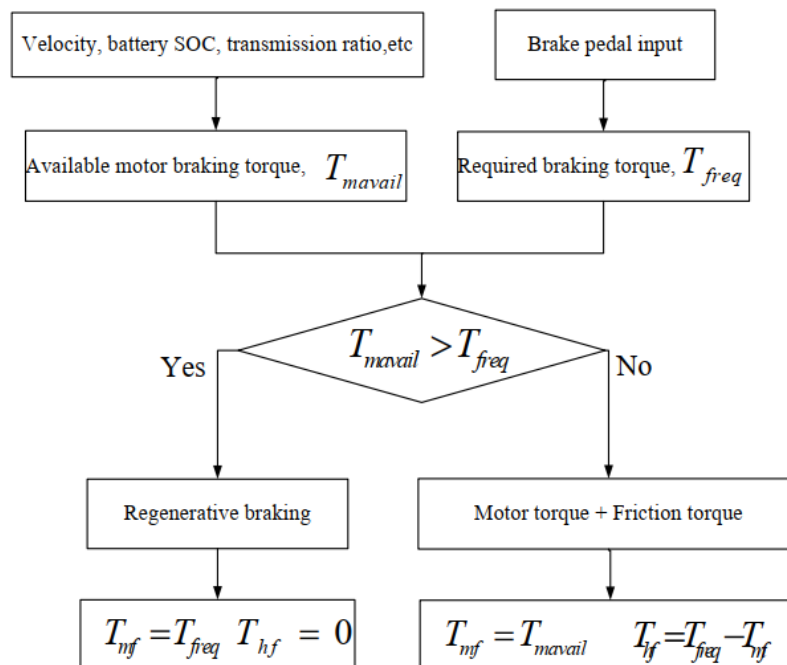 Velocity, battery SOC, transmission ratio,etc
Brake pedal input
Available motor braking torque, T_mavail
Required braking torque, T_freq
T_mavail > T_freq
Yes
No
Regenerative braking
Motor torque + Friction torque
T_mf = T_freq T_hf = 0
T_mf = T_mavail T_hf = T_freq − T_mf